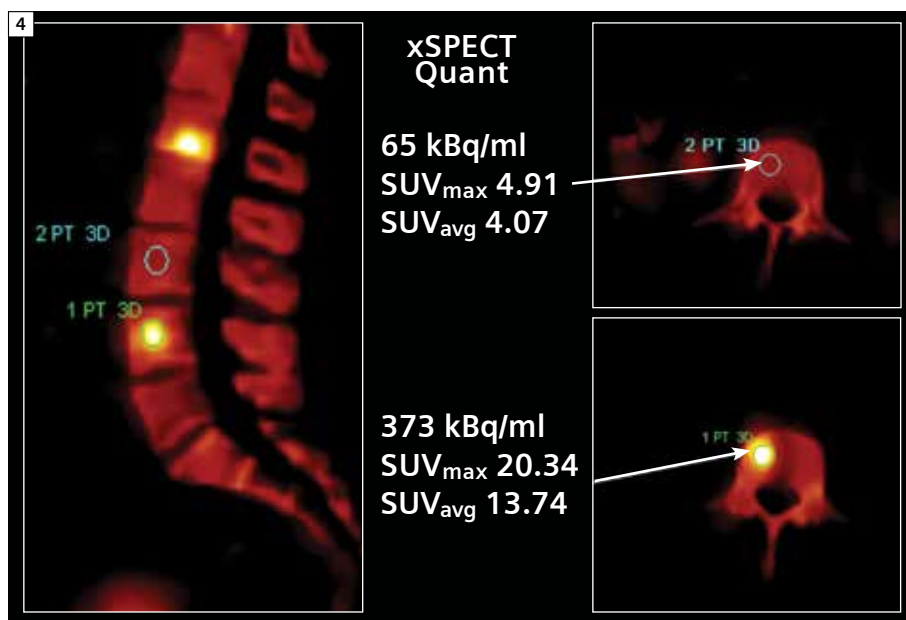 4
xSPECT
Quant
65 kBq/ml
SUVmax 4.91
SUVavg 4.07
2 PT 3D
2 PT 3D
1 PT 3D
373 kBq/ml
SUVmax 20.34
SUVavg 13.74
1 PT 3D